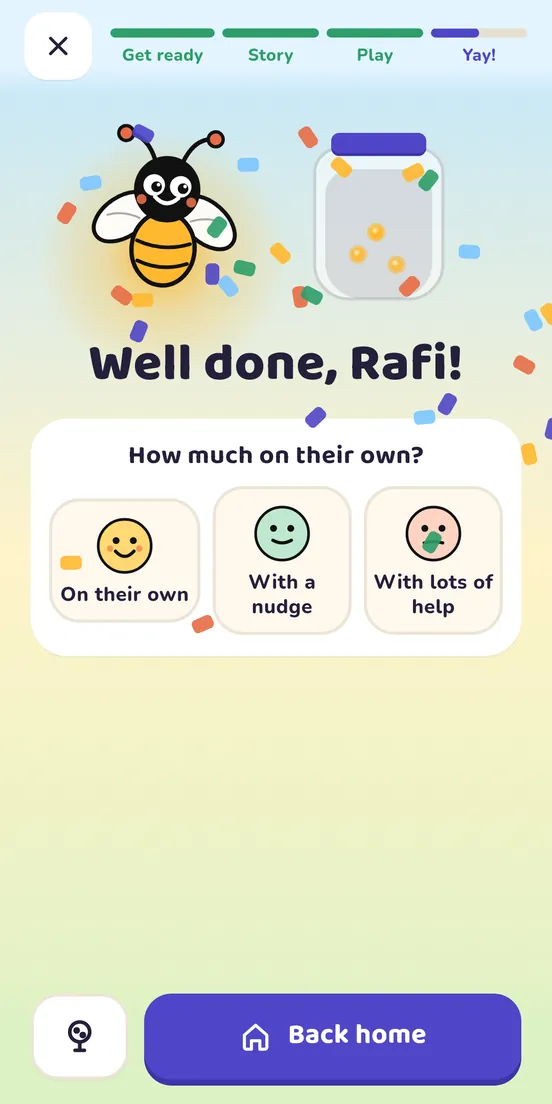 Get ready
Story
Play
Yay!
Well done, Rafi!
How much on their own?
On their own
With a
nudge
With lots of
help
Back home